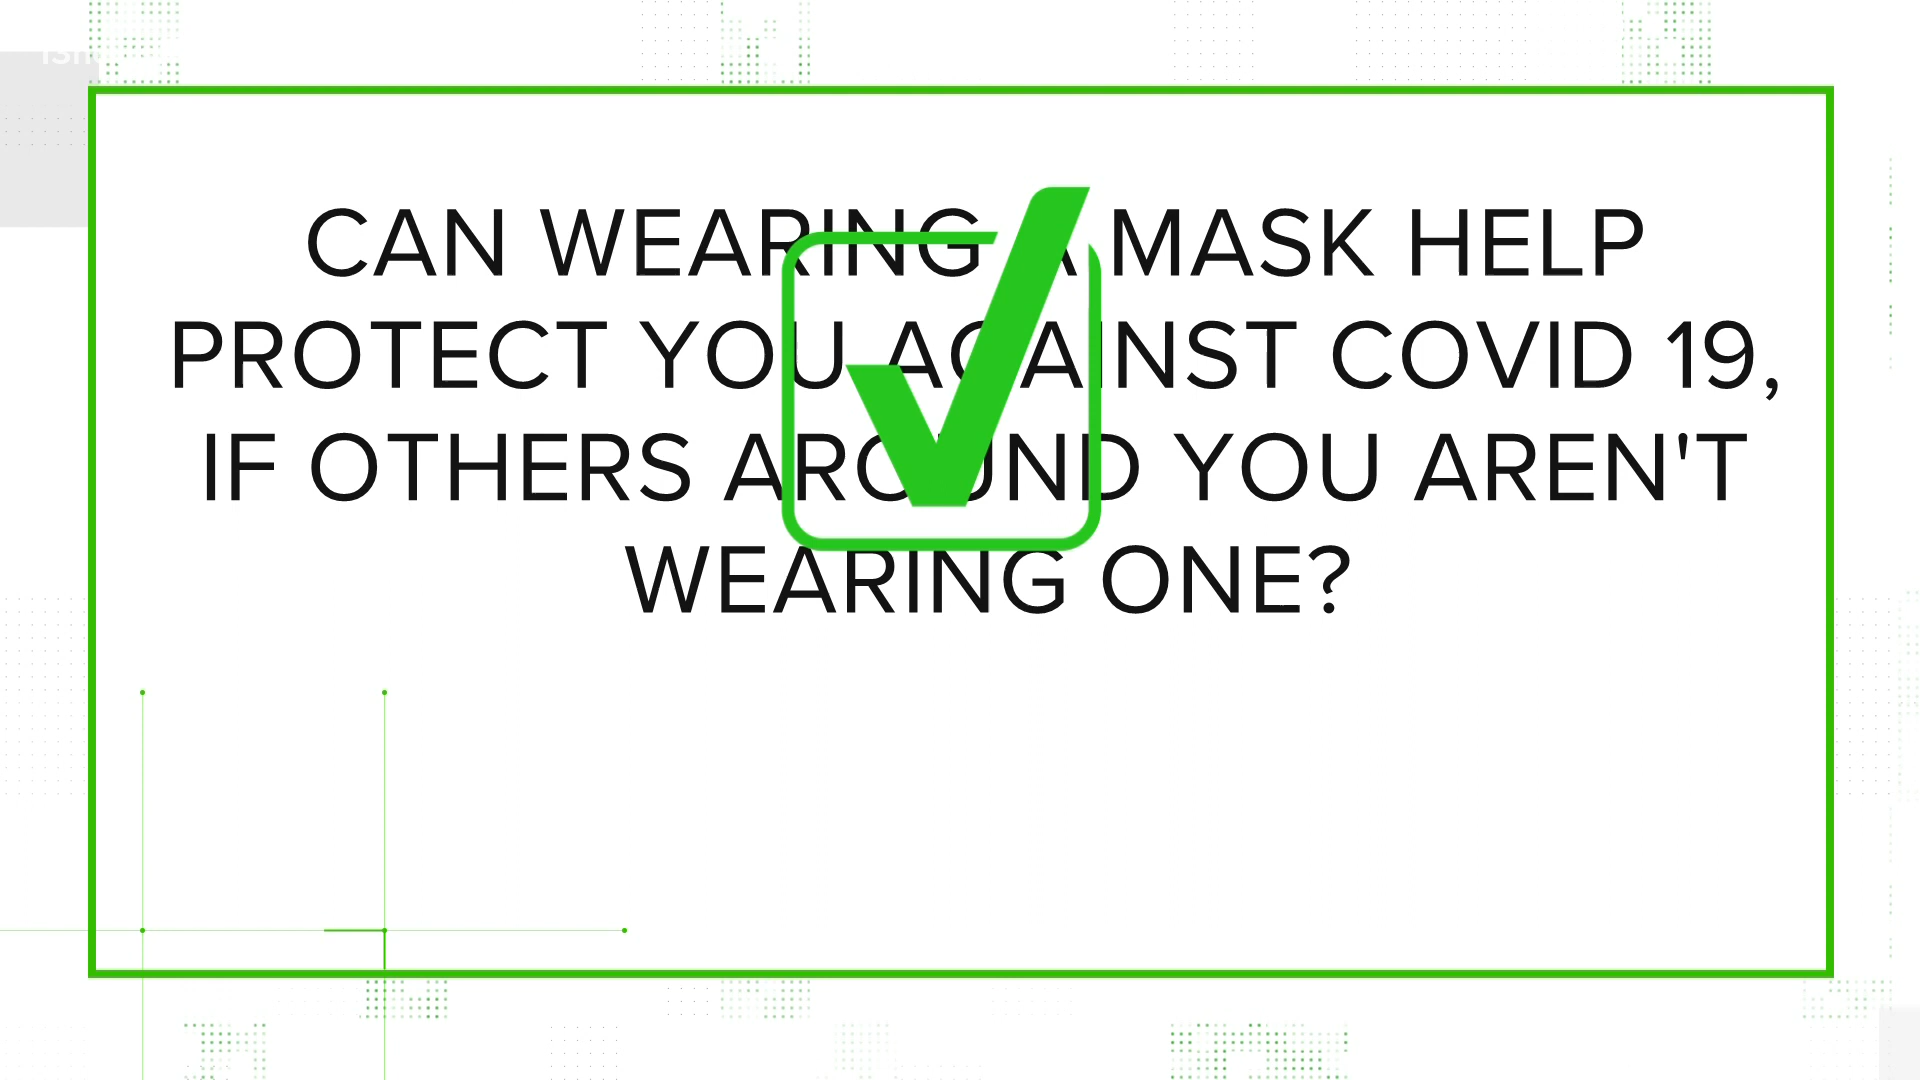 CAN WEARING A MASK HELP
PROTECT YOU AGAINST COVID 19,
IF OTHERS AROUND YOU AREN'T
WEARING ONE?